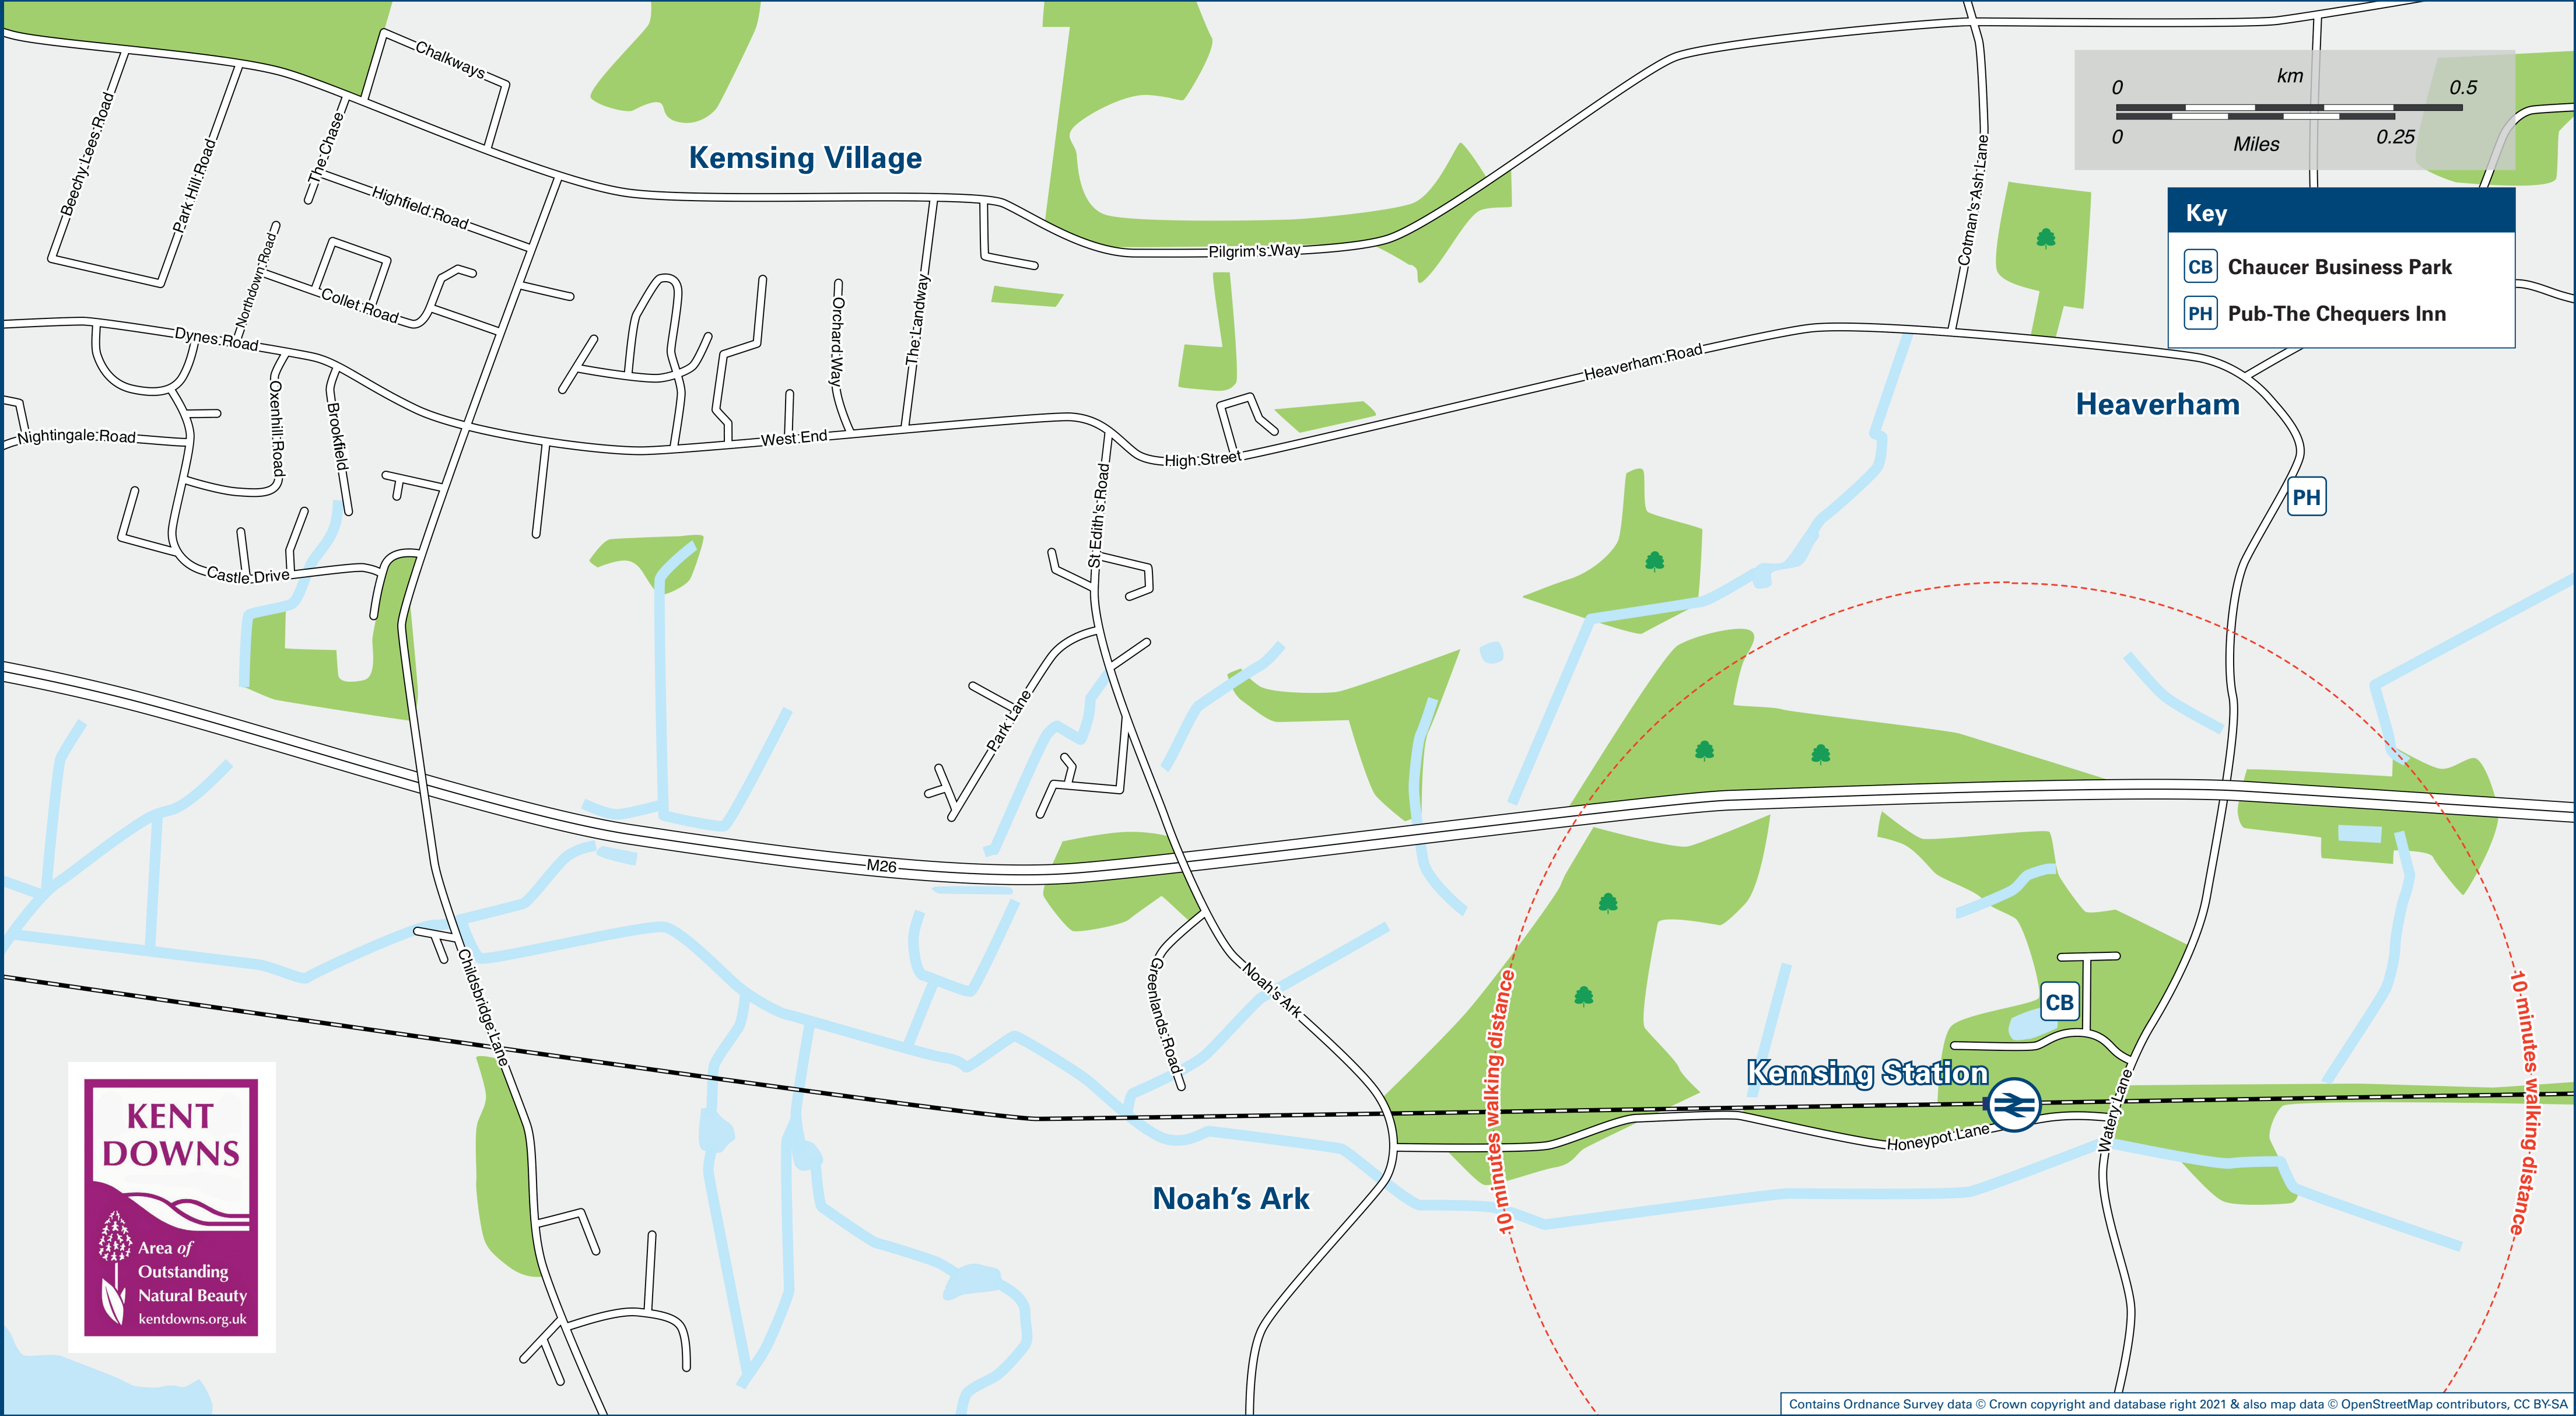 Chalkways
Beechy Lees Road
Park Hill Road
The Chase
Highfield Road
Northdown Road
Collet Road
Dynes Road
Oxenhill Road
Brookfield
Nightingale Road
Castle Drive
Kemsing Village
Orchard Way
The Landway
West End
Pilgrim's Way
High Street
Heaverham Road
Cotman's Ash Lane
km
0 0.5
0 0.25
Miles
Key
CB Chaucer Business Park
PH Pub-The Chequers Inn
Heaverham
PH
St Edith's Road
Park Lane
M26
Childsbridge Lane
Greenlands Road
Noah's Ark
Noah's Ark
10 minutes walking distance
10 minutes walking distance
CB
Kemsing Station
Honeypot Lane
Watery Lane
KENT
DOWNS
Area of
Outstanding
Natural Beauty
kentdowns.org.uk
Contains Ordnance Survey data © Crown copyright and database right 2021 & also map data © OpenStreetMap contributors, CC BY-SA